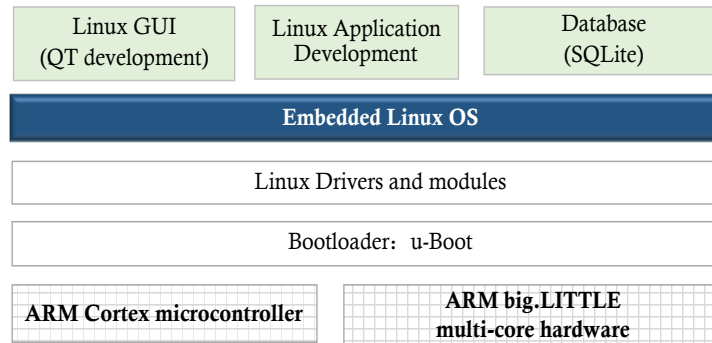 Linux GUI
(QT development)
Linux Application
Development
Database
(SQLite)
Embedded Linux OS
Linux Drivers and modules
Bootloader：u-Boot
ARM Cortex microcontroller
ARM big.LITTLE
multi-core hardware